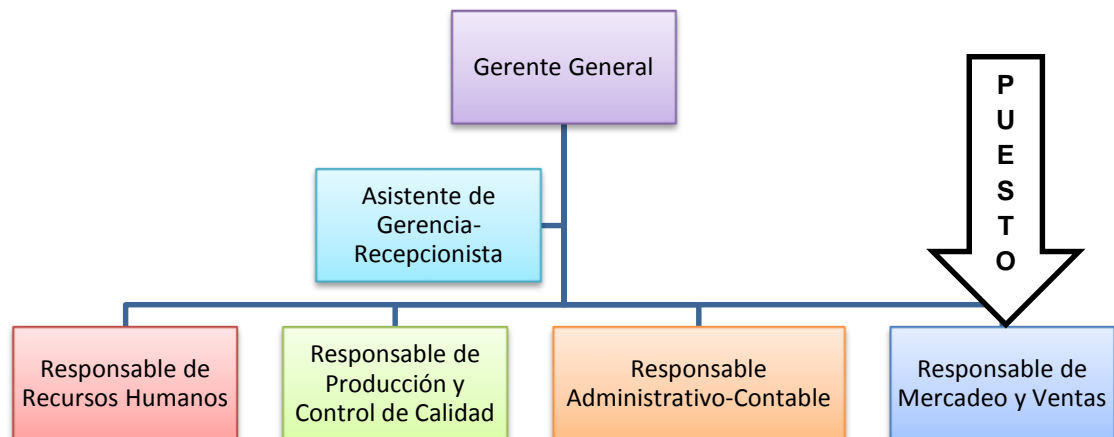 Gerente General
P
U
E
S
T
O
Asistente de
Gerencia-
Recepcionista
Responsable de
Recursos Humanos
Responsable de
Producción y
Control de Calidad
Responsable
Administrativo-Contable
Responsable de
Mercadeo y Ventas